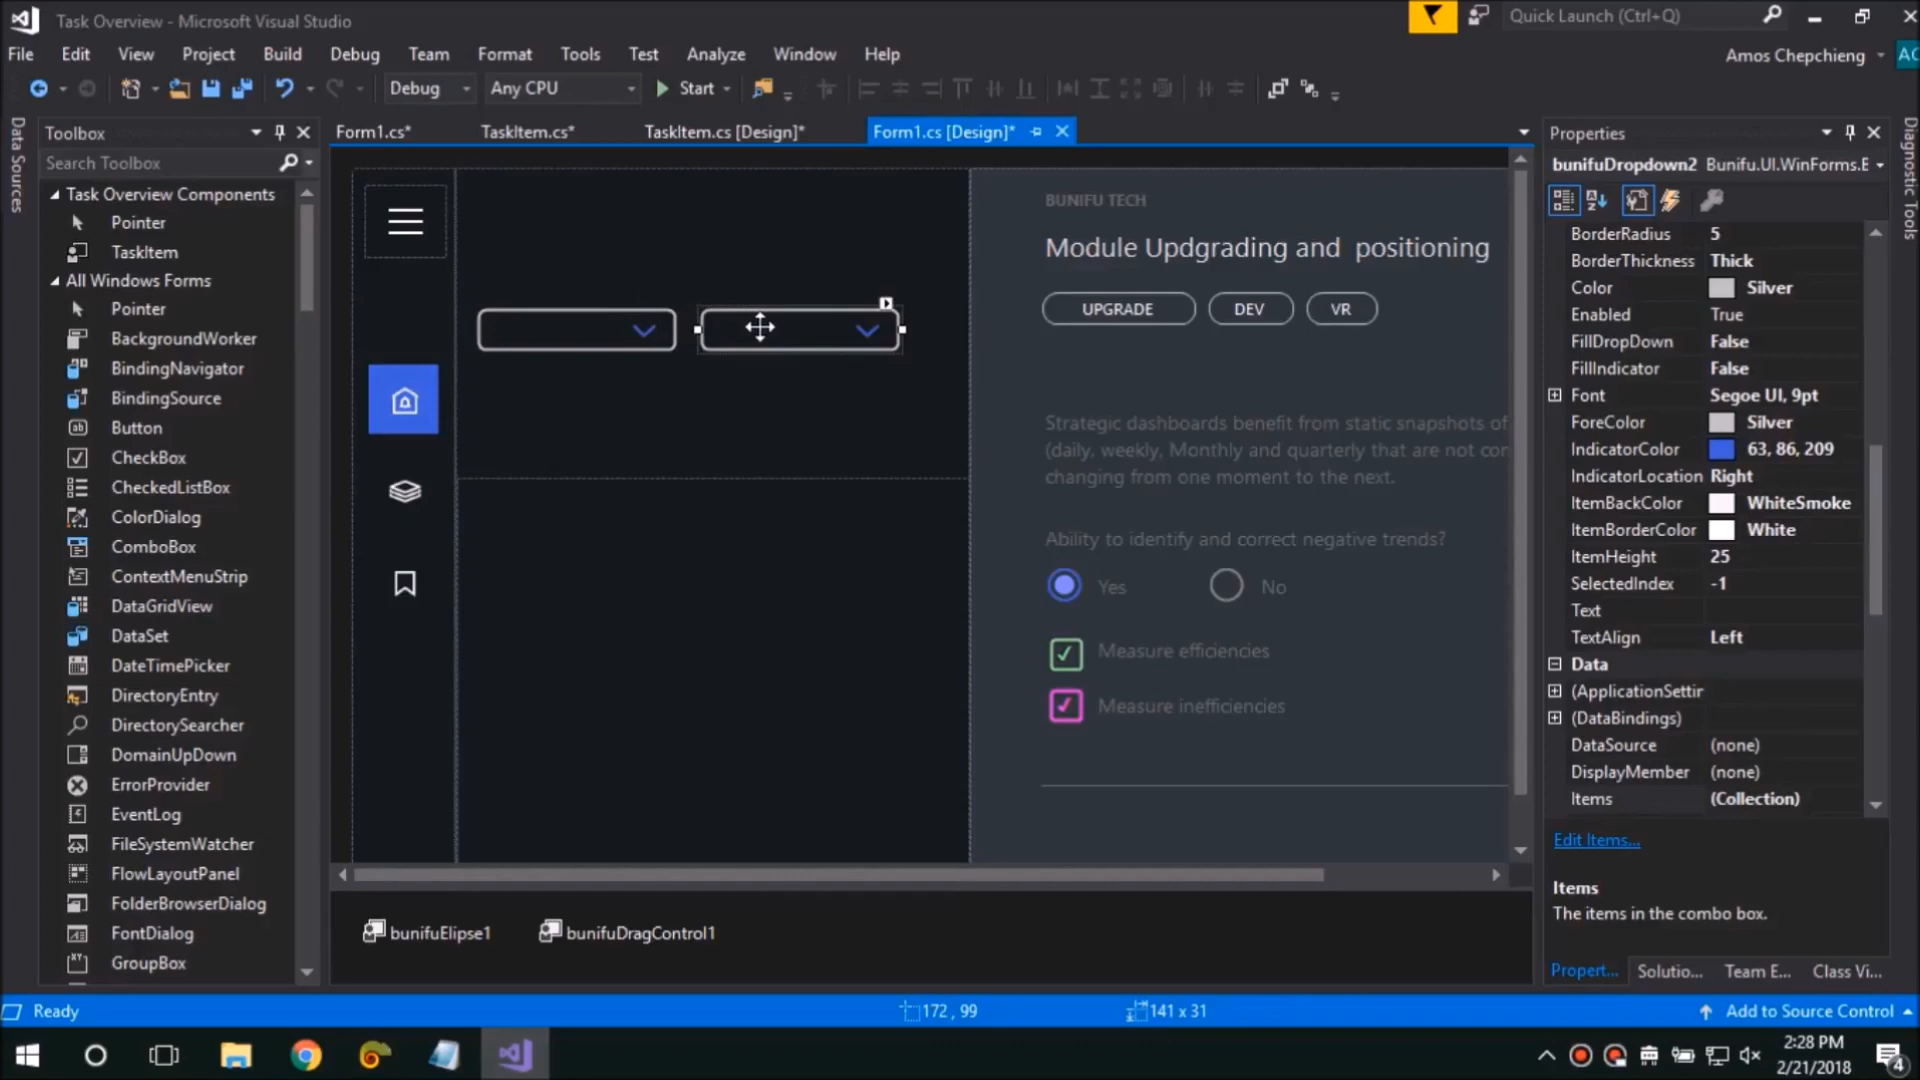 Task Overview - Microsoft Visual Studio
Quick Launch (Ctrl+Q)
File Edit View Project Build Debug Team Format Tools Test Analyze Window Help
Amos Chepchieng
AC
Debug
Any CPU
Start
Data Sources
Toolbox
Search Toolbox
Task Overview Components
Pointer
TaskItem
All Windows Forms
Pointer
BackgroundWorker
BindingNavigator
BindingSource
Button
CheckBox
CheckedListBox
ColorDialog
ComboBox
ContextMenuStrip
DataGridView
DataSet
DateTimePicker
DirectoryEntry
DirectorySearcher
DomainUpDown
ErrorProvider
EventLog
FileSystemWatcher
FlowLayoutPanel
FolderBrowserDialog
FontDialog
GroupBox
Form1.cs*
TaskItem.cs*
TaskItem.cs [Design]*
Form1.cs [Design]*
BUNIFU TECH
Module Updgrading and positioning
UPGRADE
DEV
VR
Strategic dashboards benefit from static snapshots of
(daily, weekly, Monthly and quarterly that are not con
changing from one moment to the next.
Ability to identify and correct negative trends?
Yes
No
Measure efficiencies
Measure inefficiencies
bunifuElipse1
bunifuDragControl1
Properties
bunifuDropdown2 Bunifu.UI.WinForms.E
BorderRadius 5
BorderThickness Thick
Color Silver
Enabled True
FillDropDown False
FillIndicator False
Font Segoe UI, 9pt
ForeColor Silver
IndicatorColor 63, 86, 209
IndicatorLocation Right
ItemBackColor WhiteSmoke
ItemBorderColor White
ItemHeight 25
SelectedIndex -1
Text
TextAlign Left
Data
(ApplicationSettir
(DataBindings)
DataSource (none)
DisplayMember (none)
Items (Collection)
Edit Items...
Items
The items in the combo box.
Propert...
Solutio...
Team E...
Class Vi...
Diagnostic Tools
Ready
172 , 99
141 x 31
Add to Source Control
2:28 PM
2/21/2018
4